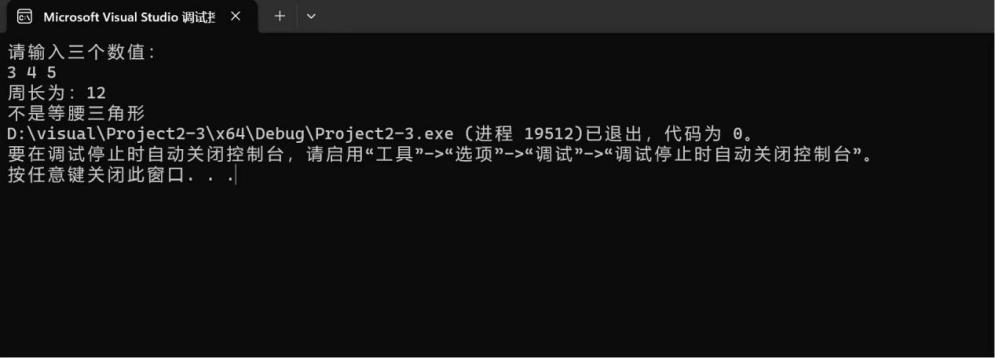 Microsoft Visual Studio 调试
请输入三个数值：
3 4 5
周长为：12
不是等腰三角形
D:\visual\Project2-3\x64\Debug\Project2-3.exe (进程 19512)已退出，代码为 0。
要在调试停止时自动关闭控制台，请启用“工具”->“选项”->“调试”->“调试停止时自动关闭控制台”。
按任意键关闭此窗口. . .